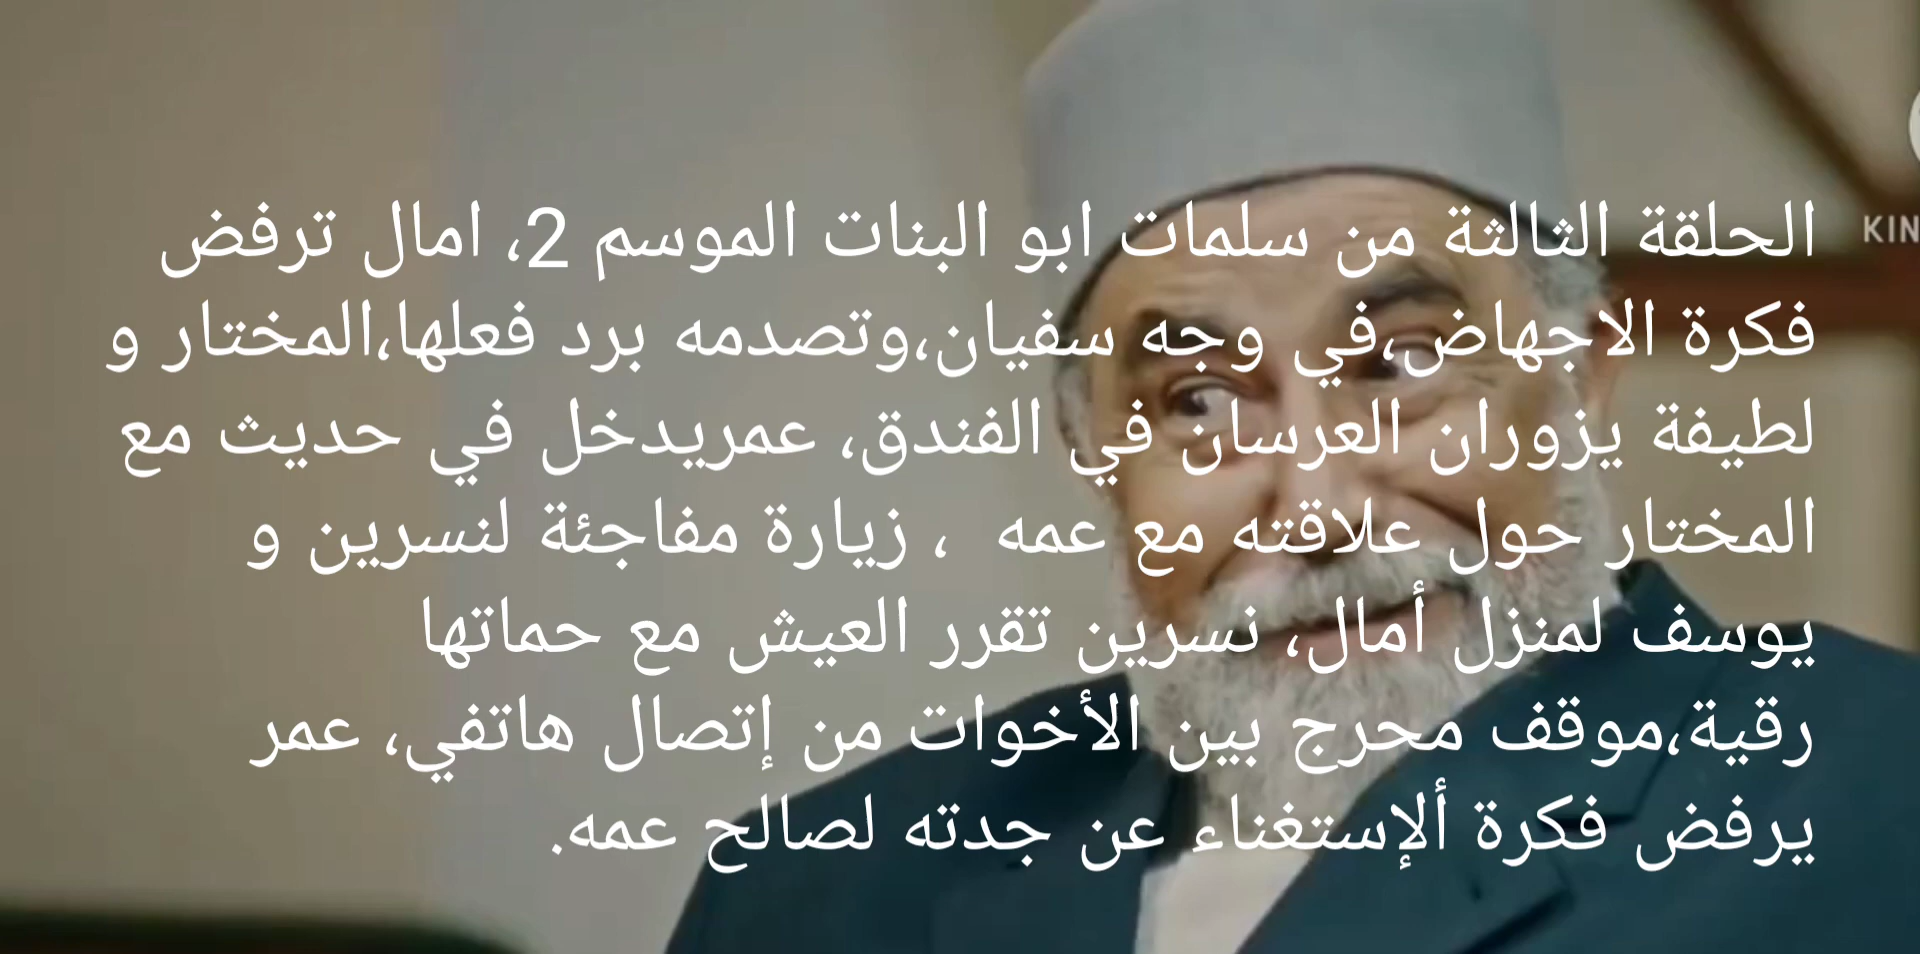 الحلقة الثالثة من سلمات ابو البنات الموسم 2، امال ترفض
فكرة الاجهاض،في وجه سفيان،وتصدمه برد فعلها،المختار و
لطيفة يزوران العرسان في الفندق، عمريدخل في حديث مع
المختار حول علاقته مع عمه ، زيارة مفاجئة لنسرين و
يوسف لمنزل أمال، نسرين تقرر العيش مع حماتها
رقية،موقف محرج بين الأخوات من إتصال هاتفي، عمر
يرفض فكرة ألإستغناء عن جدته لصالح عمه.
KIN